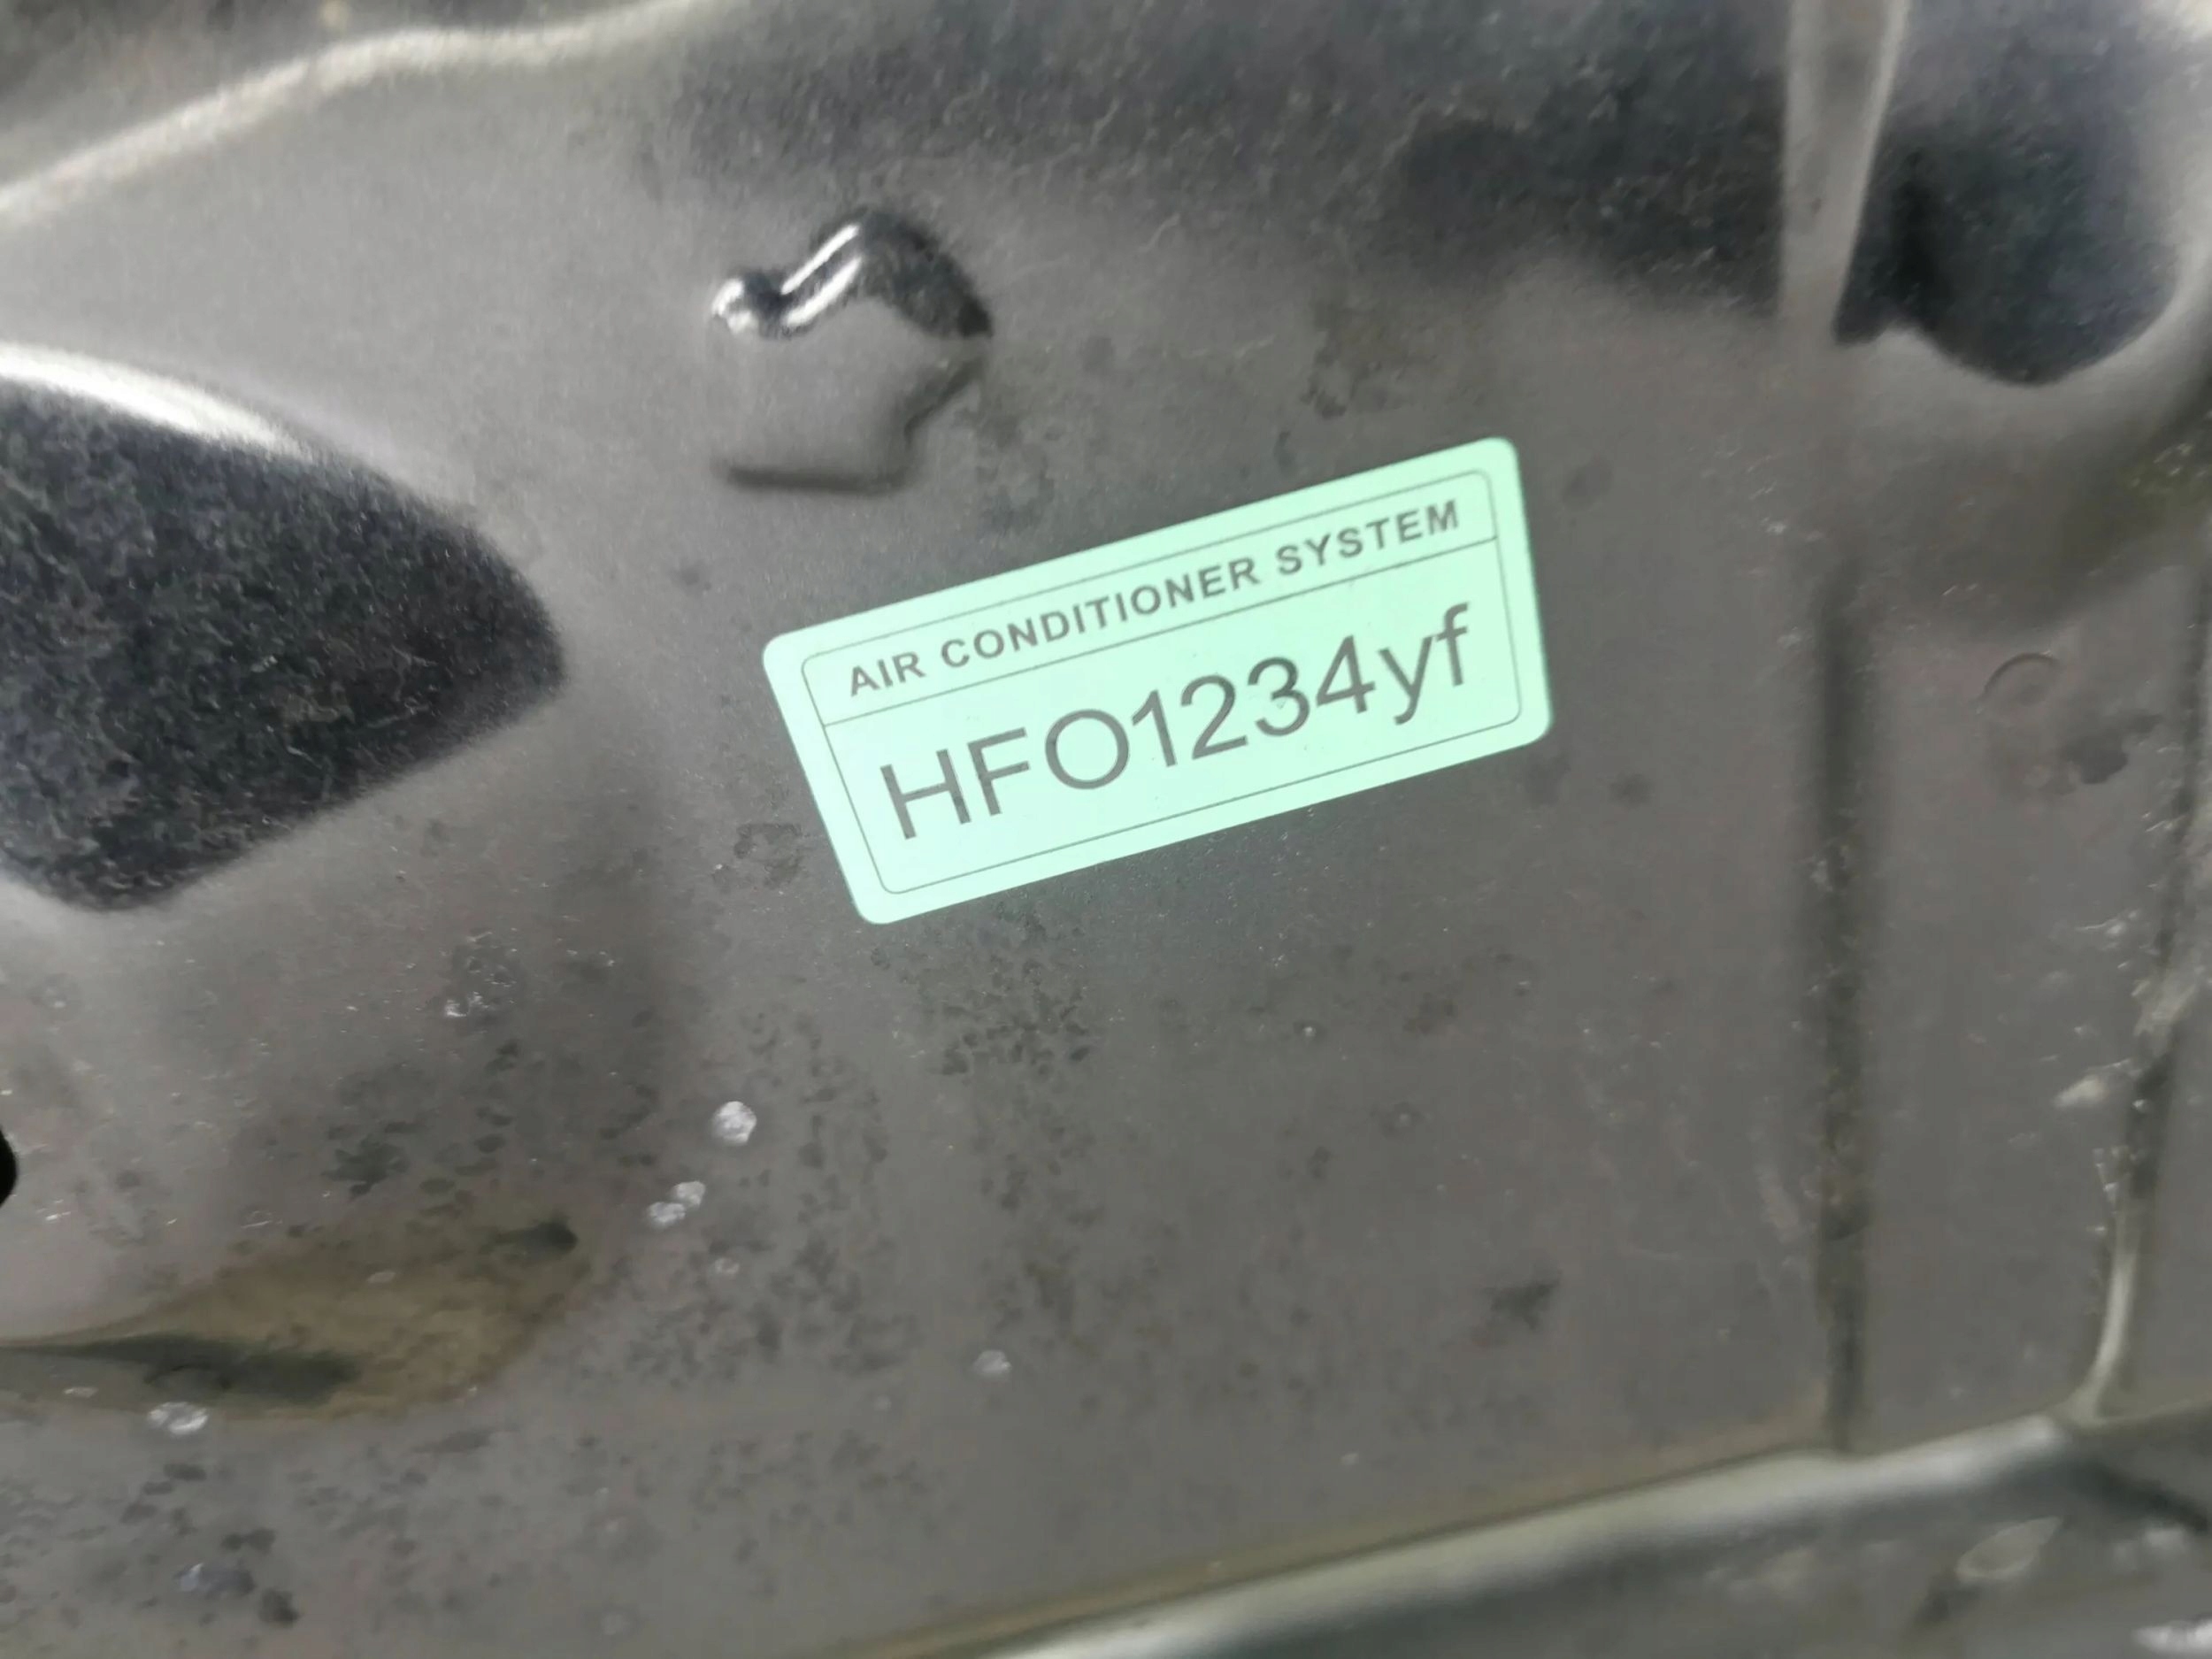 AIR CONDITIONER SYSTEM
HFO1234yf